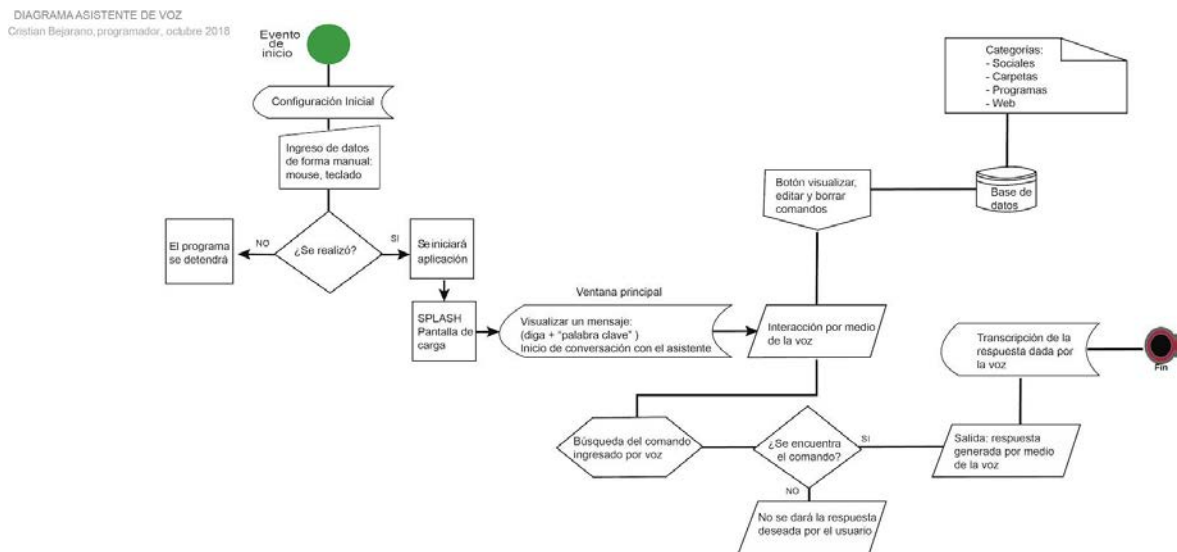 DIAGRAMA ASISTENTE DE VOZ
Cristian Bejarano, programador, octubre 2018
Evento
de
inicio
Configuración Inicial
Ingreso de datos
de forma manual:
mouse, teclado
¿Se realizó?
NO
El programa
se detendrá
SI
Se iniciará
aplicación
SPLASH
Pantalla de
carga
Ventana principal
Visualizar un mensaje:
(diga + “palabra clave” )
Inicio de conversación con el asistente
Interacción por medio
de la voz
Botón visualizar,
editar y borrar
comandos
Base de
datos
Categorías:
- Sociales
- Carpetas
- Programas
- Web
Búsqueda del comando
ingresado por voz
¿Se encuentra
el comando?
NO
No se dará la respuesta
deseada por el usuario
SI
Salida: respuesta
generada por medio
de la voz
Transcripción de la
respuesta dada por
la voz
Fin